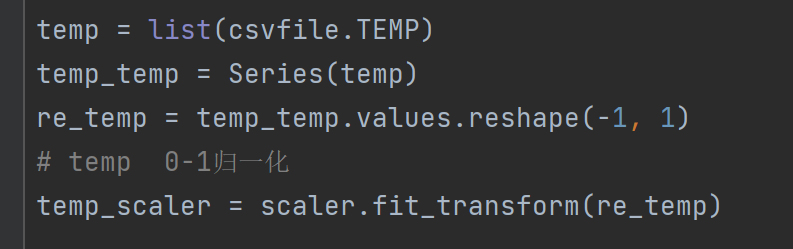 temp = list(csvfile.TEMP)
temp_temp = Series(temp)
re_temp = temp_temp.values.reshape(-1, 1)
# temp  0-1归一化
temp_scaler = scaler.fit_transform(re_temp)